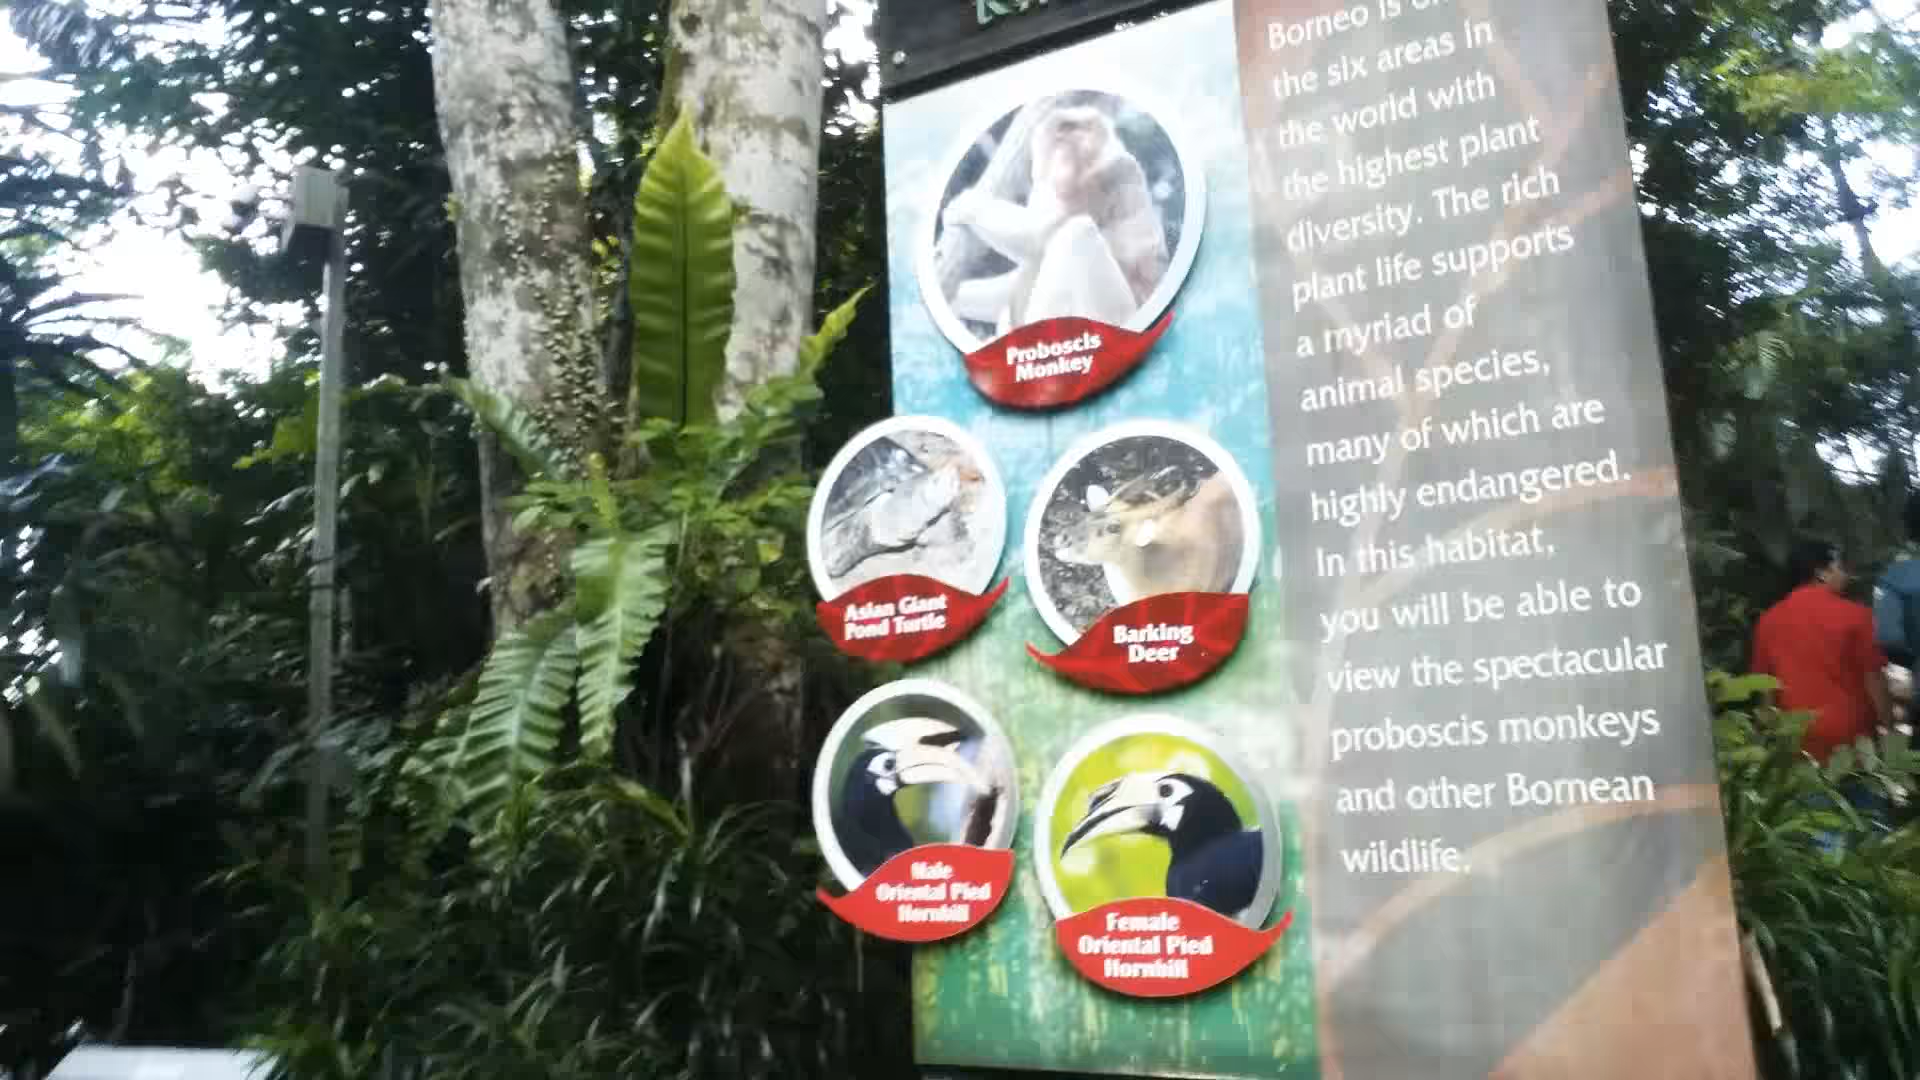 Borneo is
the six areas in
the world with
the highest plant
diversity. The rich
plant life supports
a myriad of
animal species,
many of which are
highly endangered.
In this habitat,
you will be able to
view the spectacular
proboscis monkeys
and other Bornean
wildlife.
Proboscis
Monkey
Asian Giant
Pond Turtle
Barking
Deer
Male
Oriental Pied
Hornbill
Female
Oriental Pied
Hornbill